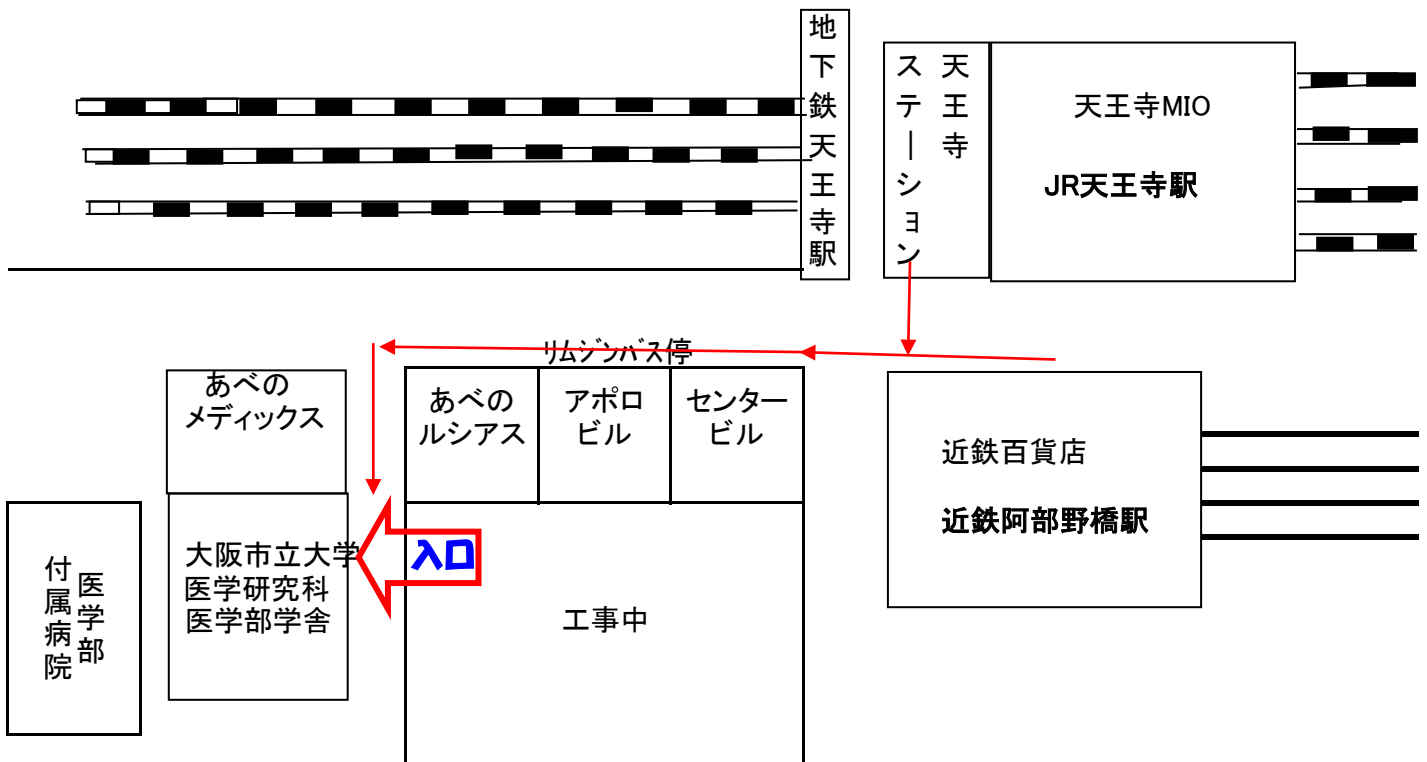 地下鉄天王寺駅
天王寺
ステーション
天王寺MIO
JR天王寺駅
リムジンバス停
あべの
メディックス
あべの
ルシアス
アポロ
ビル
センター
ビル
近鉄百貨店
近鉄阿部野橋駅
医学部
付属病院
大阪市立大学
医学研究科
医学部学舎
入口
工事中